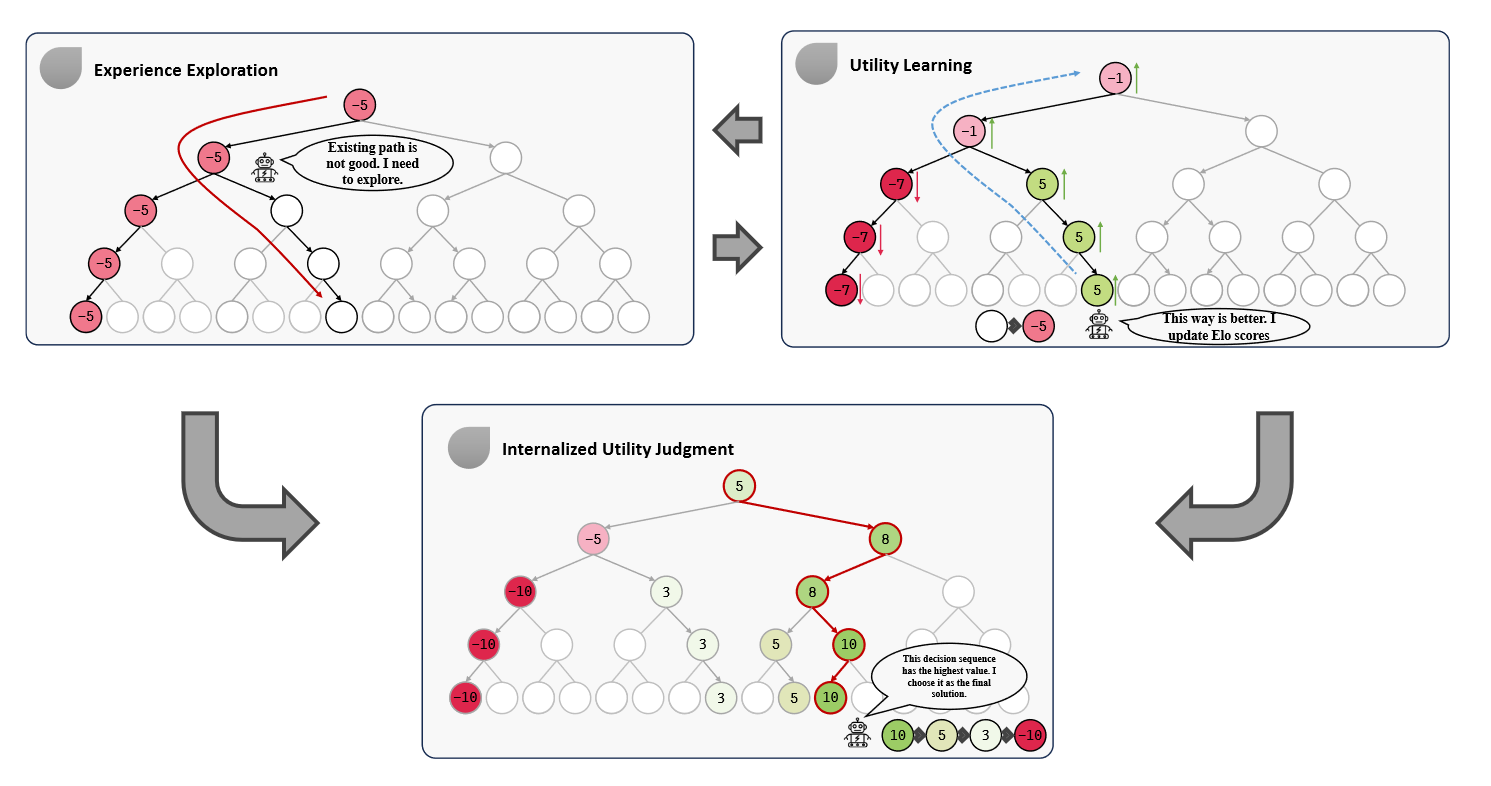 Experience Exploration
−5
−5
Existing path is
not good. I need
to explore.
−5
−5
−5
Utility Learning
−1
−1
−7
5
−7
5
−7
5
−5
This way is better. I
update Elo scores
Internalized Utility Judgment
5
−5
8
−10
3
8
−10
3
5
10
This decision sequence
has the highest value. I
choose it as the final
solution.
−10
3
5
10
10
5
3
−10